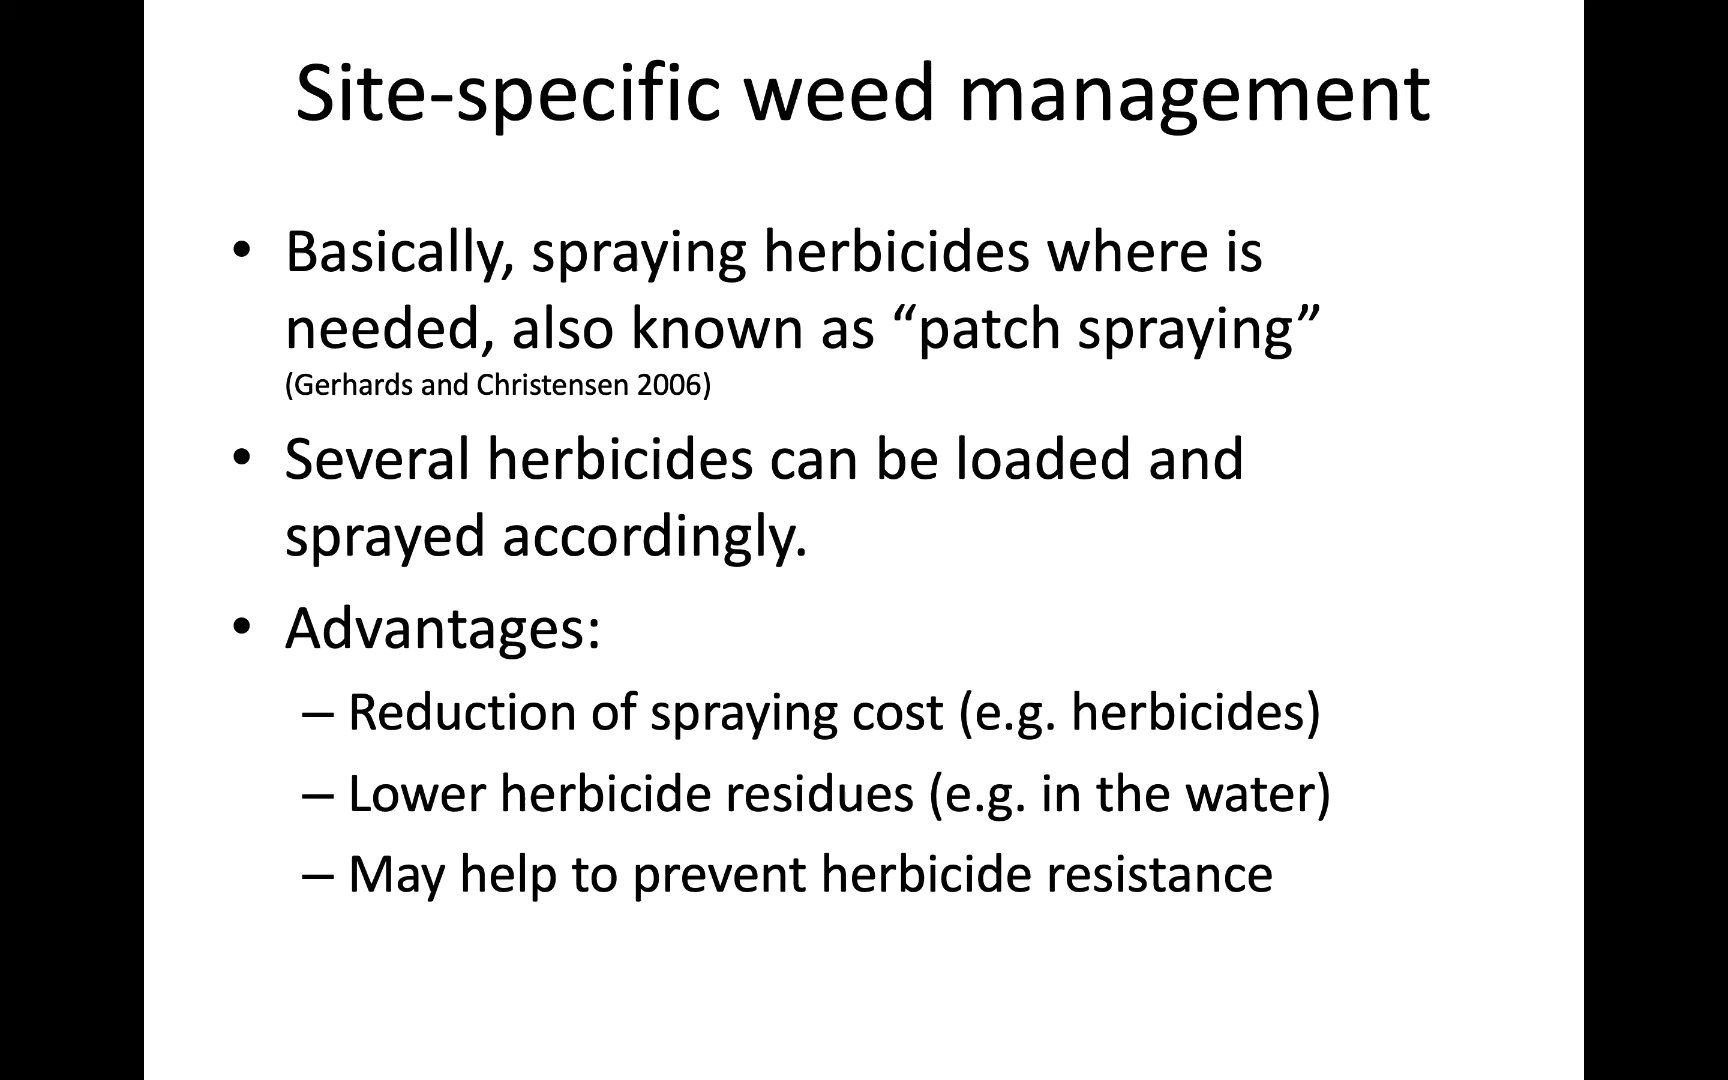 Site-specific weed management
• Basically, spraying herbicides where is
needed, also known as “patch spraying”
(Gerhards and Christensen 2006)
• Several herbicides can be loaded and
sprayed accordingly.
• Advantages:
– Reduction of spraying cost (e.g. herbicides)
– Lower herbicide residues (e.g. in the water)
– May help to prevent herbicide resistance